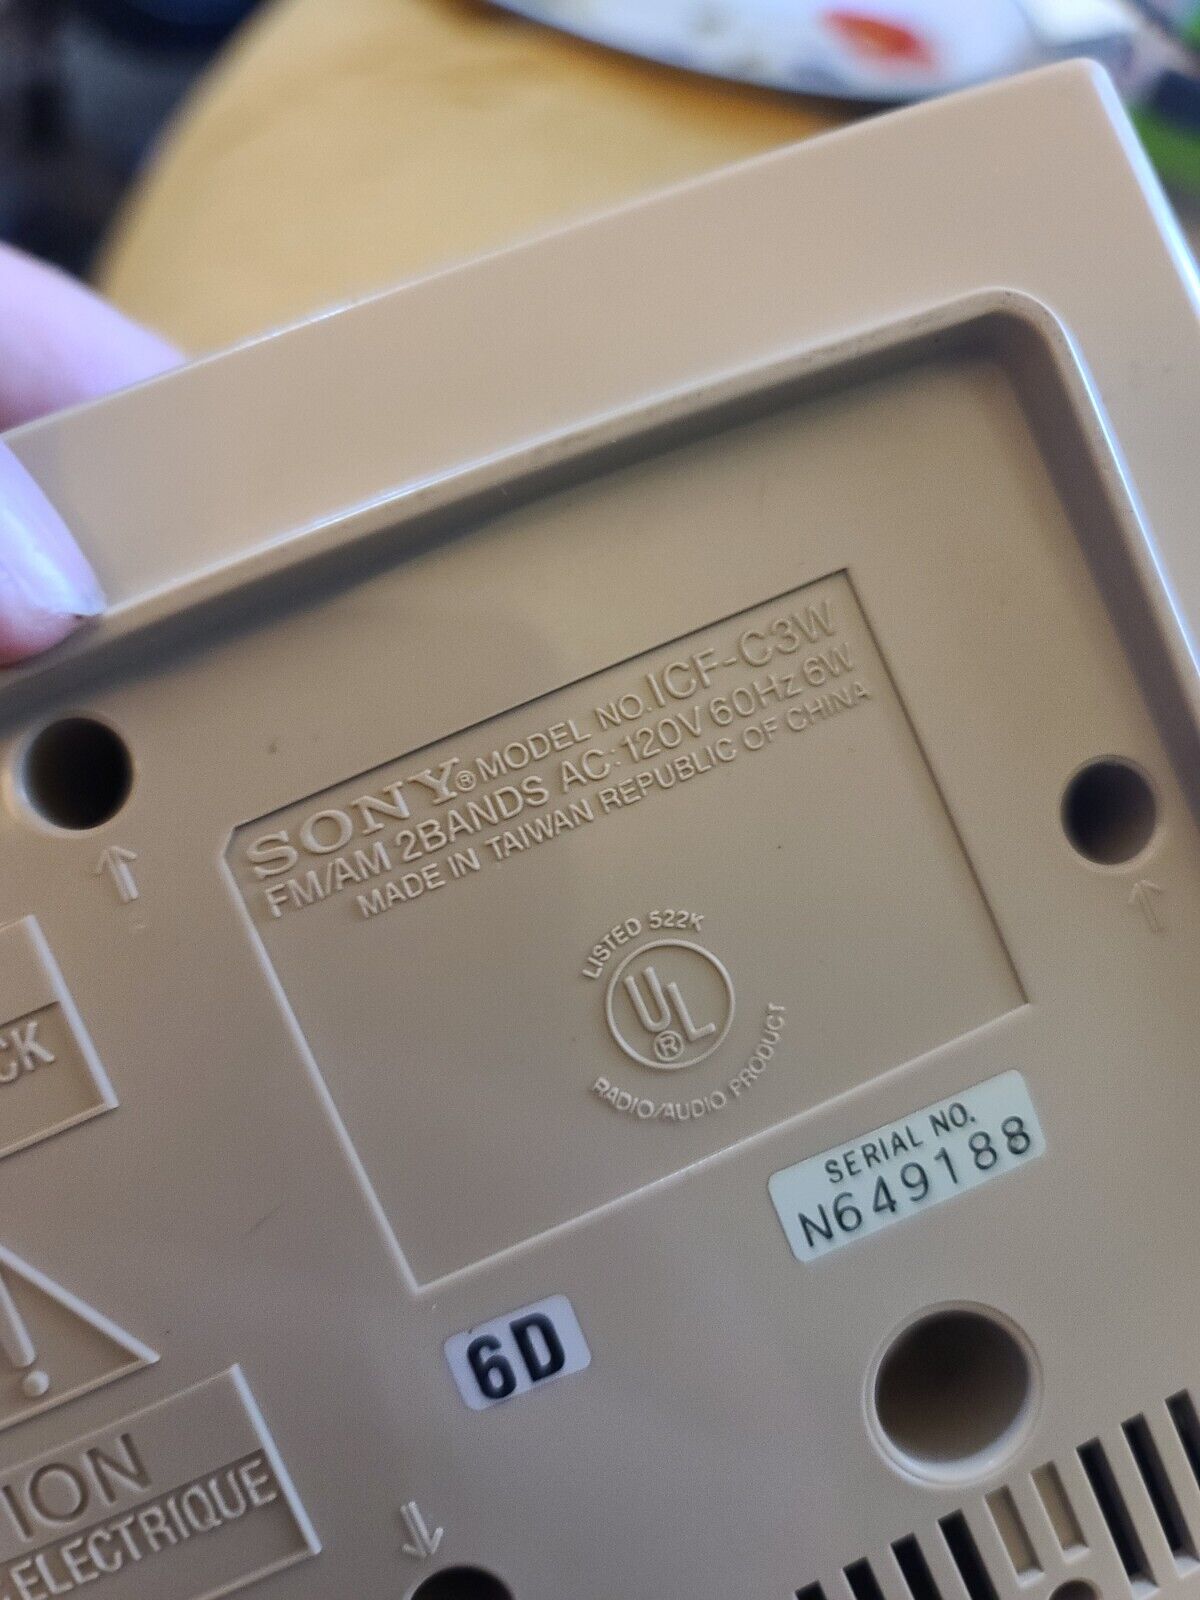 SONY® MODEL NO. ICF-C3W
FM/AM 2BANDS AC: 120V 60Hz 6W
MADE IN TAIWAN REPUBLIC OF CHINA
LISTED 522K
UL
®
RADIO/AUDIO PRODUCT
SERIAL NO.
N649188
6D
CK
!
ION
ELECTRIQUE